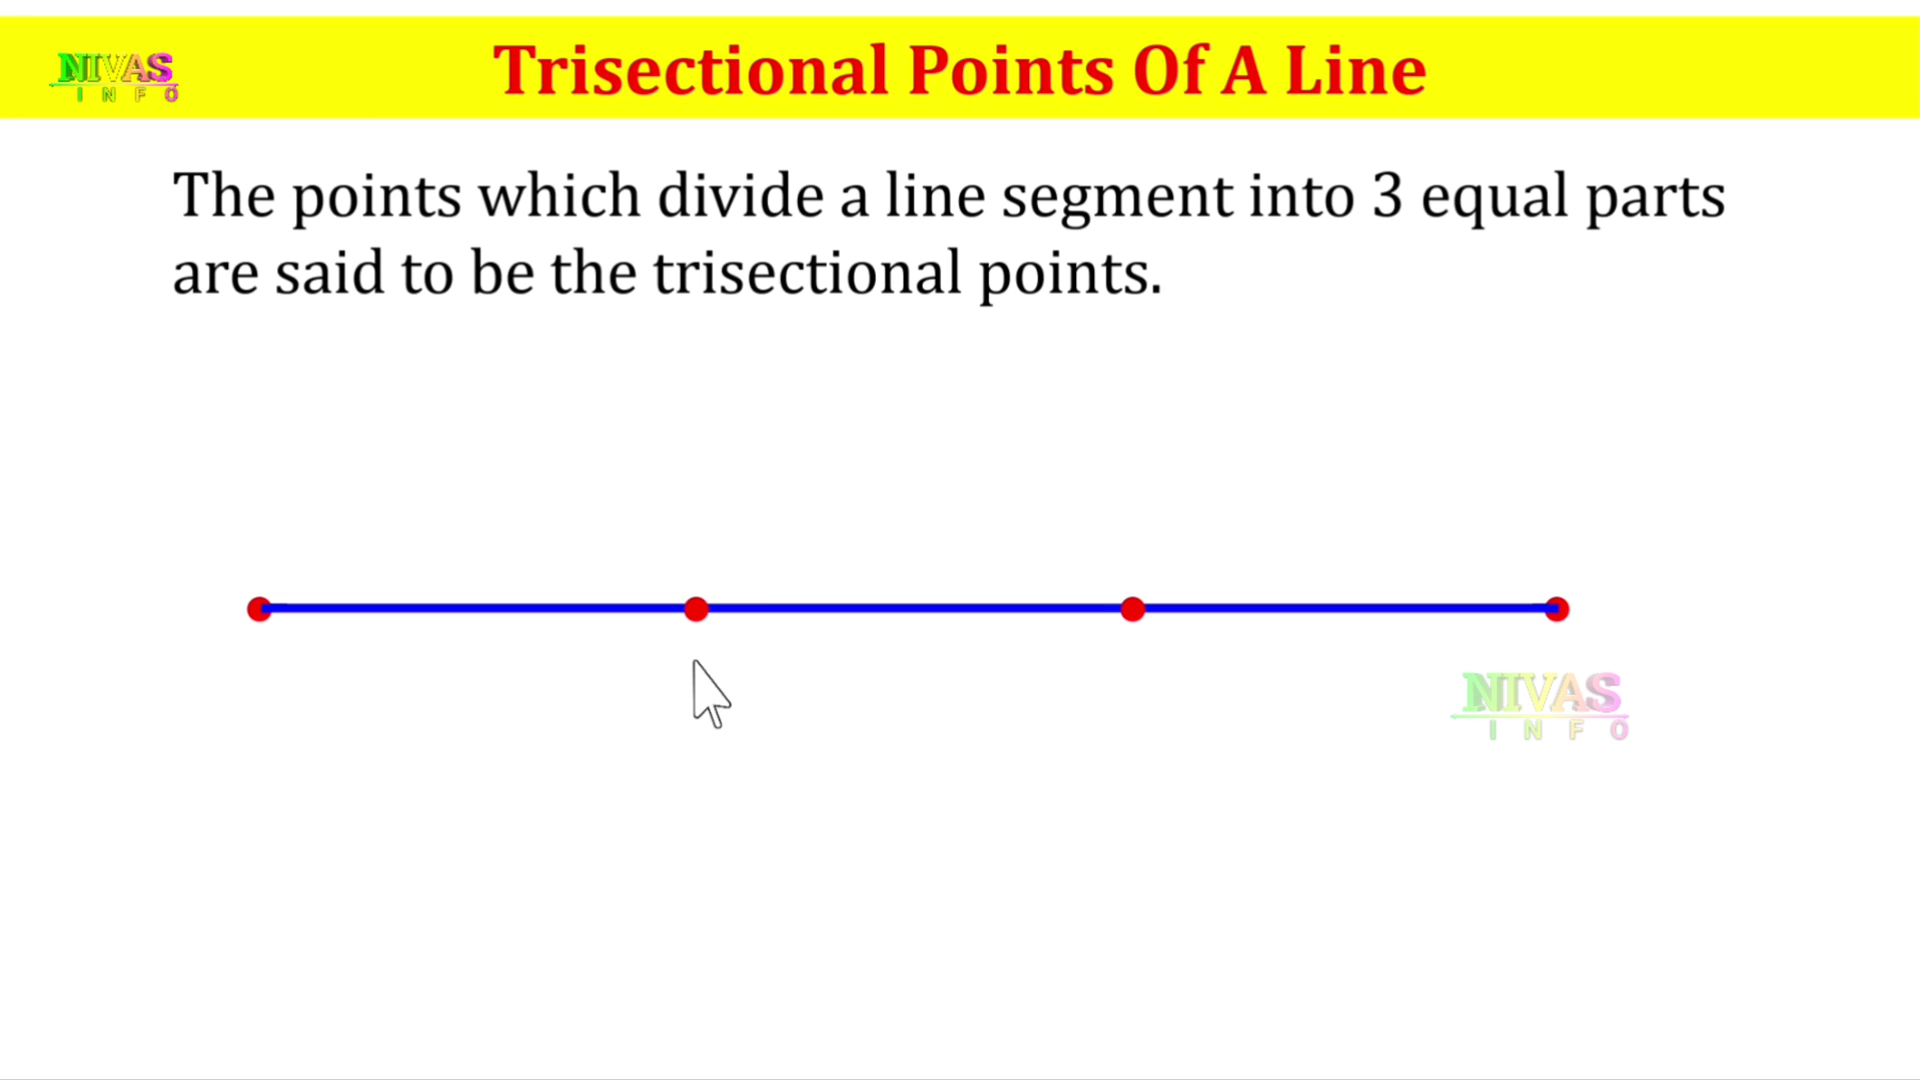 NIVAS
INFO
Trisectional Points Of A Line
The points which divide a line segment into 3 equal parts
are said to be the trisectional points.
NIVAS
INFO